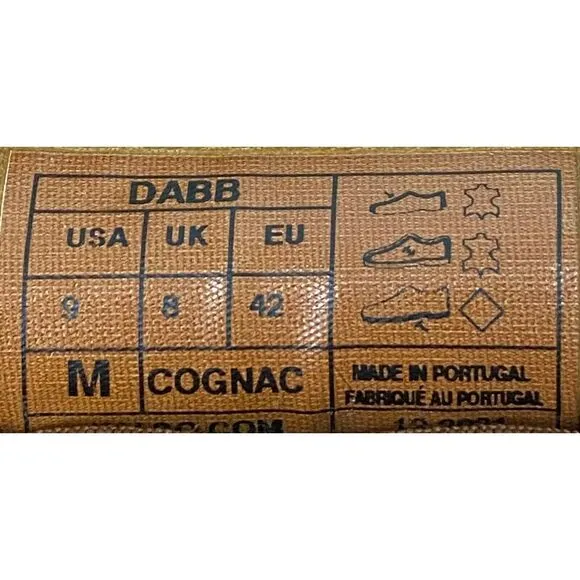 DABB
USA UK EU
9 8 42
M COGNAC
MADE IN PORTUGAL
FABRIQUÉ AU PORTUGAL